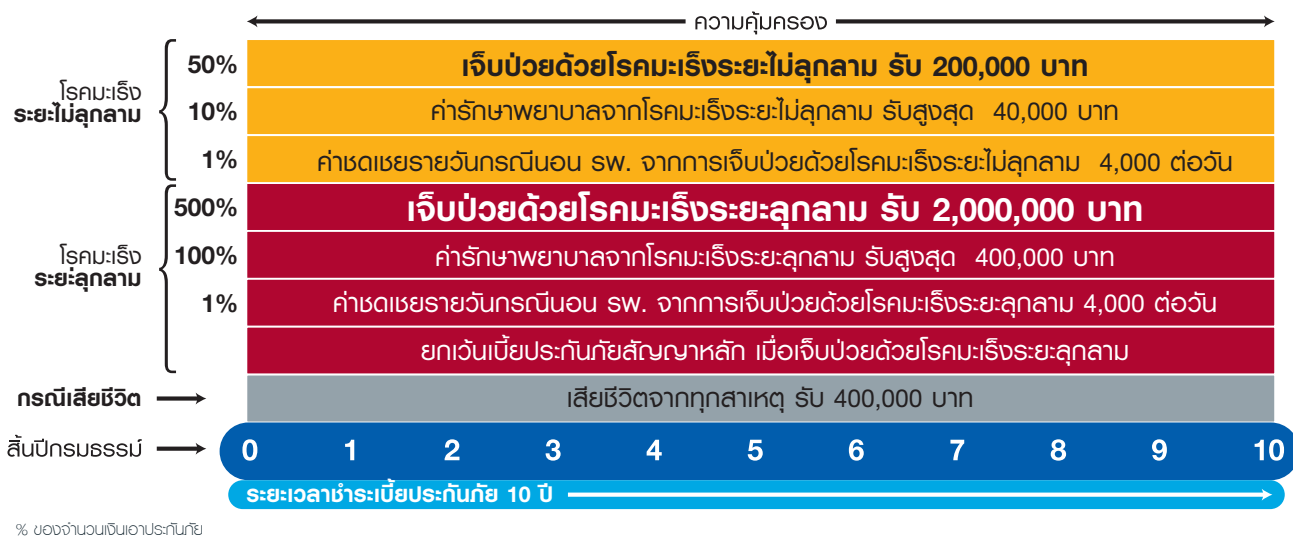 ความคุ้มครอง
โรคมะเร็ง
ระยะไม่ลุกลาม
50% เจ็บป่วยด้วยโรคมะเร็งระยะไม่ลุกลาม รับ 200,000 บาท
10% ค่ารักษาพยาบาลจากโรคมะเร็งระยะไม่ลุกลาม รับสูงสุด 40,000 บาท
1% ค่าชดเชยรายวันกรณีนอน รพ. จากการเจ็บป่วยด้วยโรคมะเร็งระยะไม่ลุกลาม 4,000 ต่อวัน
โรคมะเร็ง
ระยะลุกลาม
500% เจ็บป่วยด้วยโรคมะเร็งระยะลุกลาม รับ 2,000,000 บาท
100% ค่ารักษาพยาบาลจากโรคมะเร็งระยะลุกลาม รับสูงสุด 400,000 บาท
1% ค่าชดเชยรายวันกรณีนอน รพ. จากการเจ็บป่วยด้วยโรคมะเร็งระยะลุกลาม 4,000 ต่อวัน
ยกเว้นเบี้ยประกันภัยสัญญาหลัก เมื่อเจ็บป่วยด้วยโรคมะเร็งระยะลุกลาม
กรณีเสียชีวิต เสียชีวิตจากทุกสาเหตุ รับ 400,000 บาท
สิ้นปีกรมธรรม์ 0 1 2 3 4 5 6 7 8 9 10
ระยะเวลาชำระเบี้ยประกันภัย 10 ปี
% ของจำนวนเงินเอาประกันภัย